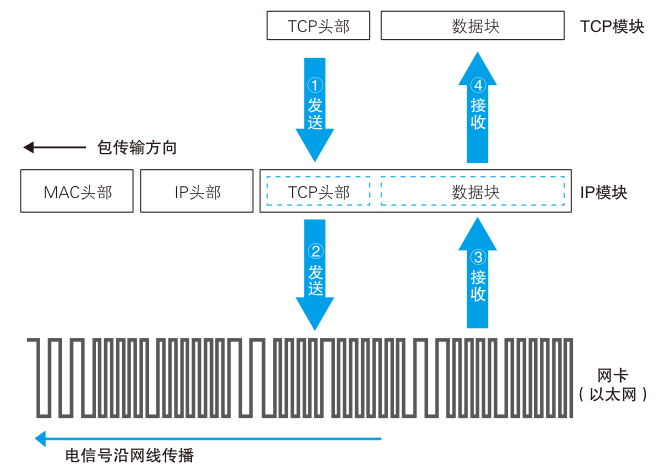 TCP头部 数据块 TCP模块
①发送
④接收
包传输方向
MAC头部 IP头部 TCP头部 数据块 IP模块
②发送
③接收
网卡
（以太网）
电信号沿网线传播